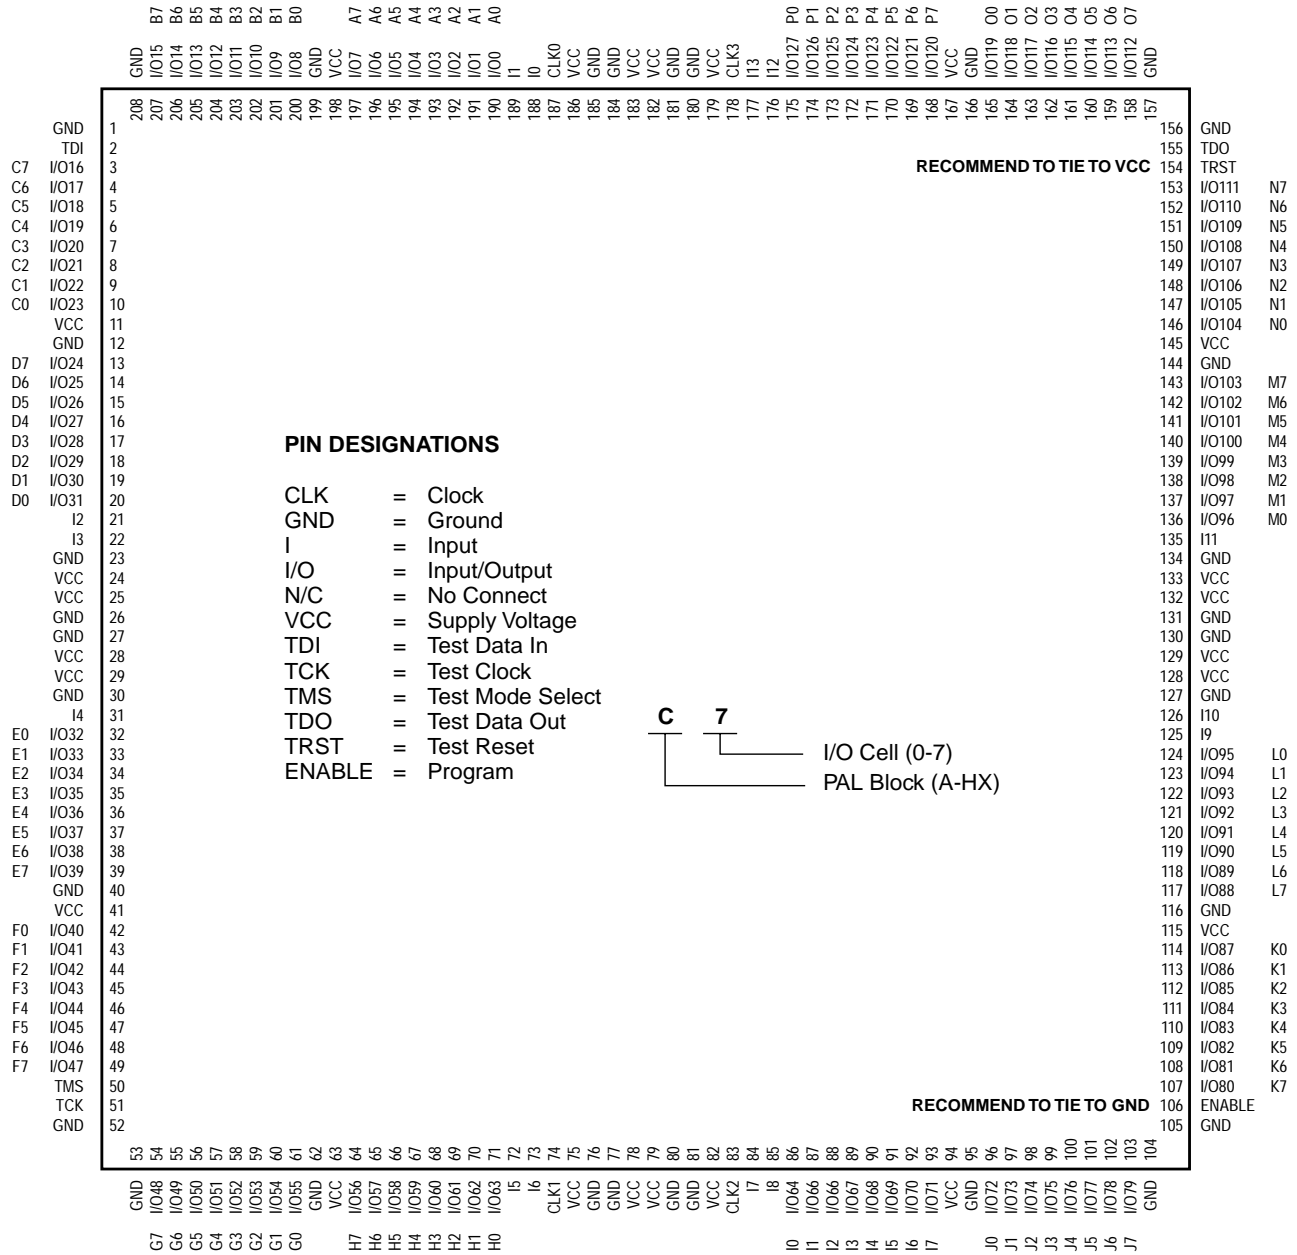 B7 B6 B5 B4 B3 B2 B1 B0 A7 A6 A5 A4 A3 A2 A1 A0 P0 P1 P2 P3 P4 P5 P6 P7 O0 O1 O2 O3 O4 O5 O6 O7
GND I/O15 I/O14 I/O13 I/O12 I/O11 I/O10 I/O9 I/O8 GND VCC I/O7 I/O6 I/O5 I/O4 I/O3 I/O2 I/O1 I/O0 I1 I0 CLK0 VCC GND GND VCC VCC GND GND VCC CLK3 I13 I12 I/O127 I/O126 I/O125 I/O124 I/O123 I/O122 I/O121 I/O120 VCC GND I/O119 I/O118 I/O117 I/O116 I/O115 I/O114 I/O113 I/O112 GND
208 207 206 205 204 203 202 201 200 199 198 197 196 195 194 193 192 191 190 189 188 187 186 185 184 183 182 181 180 179 178 177 176 175 174 173 172 171 170 169 168 167 166 165 164 163 162 161 160 159 158 157
GND 1
TDI 2
C7 I/O16 3
C6 I/O17 4
C5 I/O18 5
C4 I/O19 6
C3 I/O20 7
C2 I/O21 8
C1 I/O22 9
C0 I/O23 10
VCC 11
GND 12
D7 I/O24 13
D6 I/O25 14
D5 I/O26 15
D4 I/O27 16
D3 I/O28 17
D2 I/O29 18
D1 I/O30 19
D0 I/O31 20
I2 21
I3 22
GND 23
VCC 24
VCC 25
GND 26
GND 27
VCC 28
VCC 29
GND 30
I4 31
E0 I/O32 32
E1 I/O33 33
E2 I/O34 34
E3 I/O35 35
E4 I/O36 36
E5 I/O37 37
E6 I/O38 38
E7 I/O39 39
GND 40
VCC 41
F0 I/O40 42
F1 I/O41 43
F2 I/O42 44
F3 I/O43 45
F4 I/O44 46
F5 I/O45 47
F6 I/O46 48
F7 I/O47 49
TMS 50
TCK 51
GND 52
PIN DESIGNATIONS
CLK = Clock
GND = Ground
I = Input
I/O = Input/Output
N/C = No Connect
VCC = Supply Voltage
TDI = Test Data In
TCK = Test Clock
TMS = Test Mode Select
TDO = Test Data Out
TRST = Test Reset
ENABLE = Program
C 7
I/O Cell (0-7)
PAL Block (A-HX)
156 GND
155 TDO
RECOMMEND TO TIE TO VCC 154 TRST
153 I/O111 N7
152 I/O110 N6
151 I/O109 N5
150 I/O108 N4
149 I/O107 N3
148 I/O106 N2
147 I/O105 N1
146 I/O104 N0
145 VCC
144 GND
143 I/O103 M7
142 I/O102 M6
141 I/O101 M5
140 I/O100 M4
139 I/O99 M3
138 I/O98 M2
137 I/O97 M1
136 I/O96 M0
135 I11
134 GND
133 VCC
132 VCC
131 GND
130 GND
129 VCC
128 VCC
127 GND
126 I10
125 I9
124 I/O95 L0
123 I/O94 L1
122 I/O93 L2
121 I/O92 L3
120 I/O91 L4
119 I/O90 L5
118 I/O89 L6
117 I/O88 L7
116 GND
115 VCC
114 I/O87 K0
113 I/O86 K1
112 I/O85 K2
111 I/O84 K3
110 I/O83 K4
109 I/O82 K5
108 I/O81 K6
107 I/O80 K7
RECOMMEND TO TIE TO GND 106 ENABLE
105 GND
53 54 55 56 57 58 59 60 61 62 63 64 65 66 67 68 69 70 71 72 73 74 75 76 77 78 79 80 81 82 83 84 85 86 87 88 89 90 91 92 93 94 95 96 97 98 99 100 101 102 103 104
GND I/O48 I/O49 I/O50 I/O51 I/O52 I/O53 I/O54 I/O55 GND VCC I/O56 I/O57 I/O58 I/O59 I/O60 I/O61 I/O62 I/O63 I5 I6 CLK1 VCC GND GND VCC VCC GND GND VCC CLK2 I7 I8 I/O64 I/O66 I/O66 I/O67 I/O68 I/O69 I/O70 I/O71 VCC GND I/O72 I/O73 I/O74 I/O75 I/O76 I/O77 I/O78 I/O79 GND
G7 G6 G5 G4 G3 G2 G1 G0 H7 H6 H5 H4 H3 H2 H1 H0 I0 I1 I2 I3 I4 I5 I6 I7 J0 J1 J2 J3 J4 J5 J6 J7